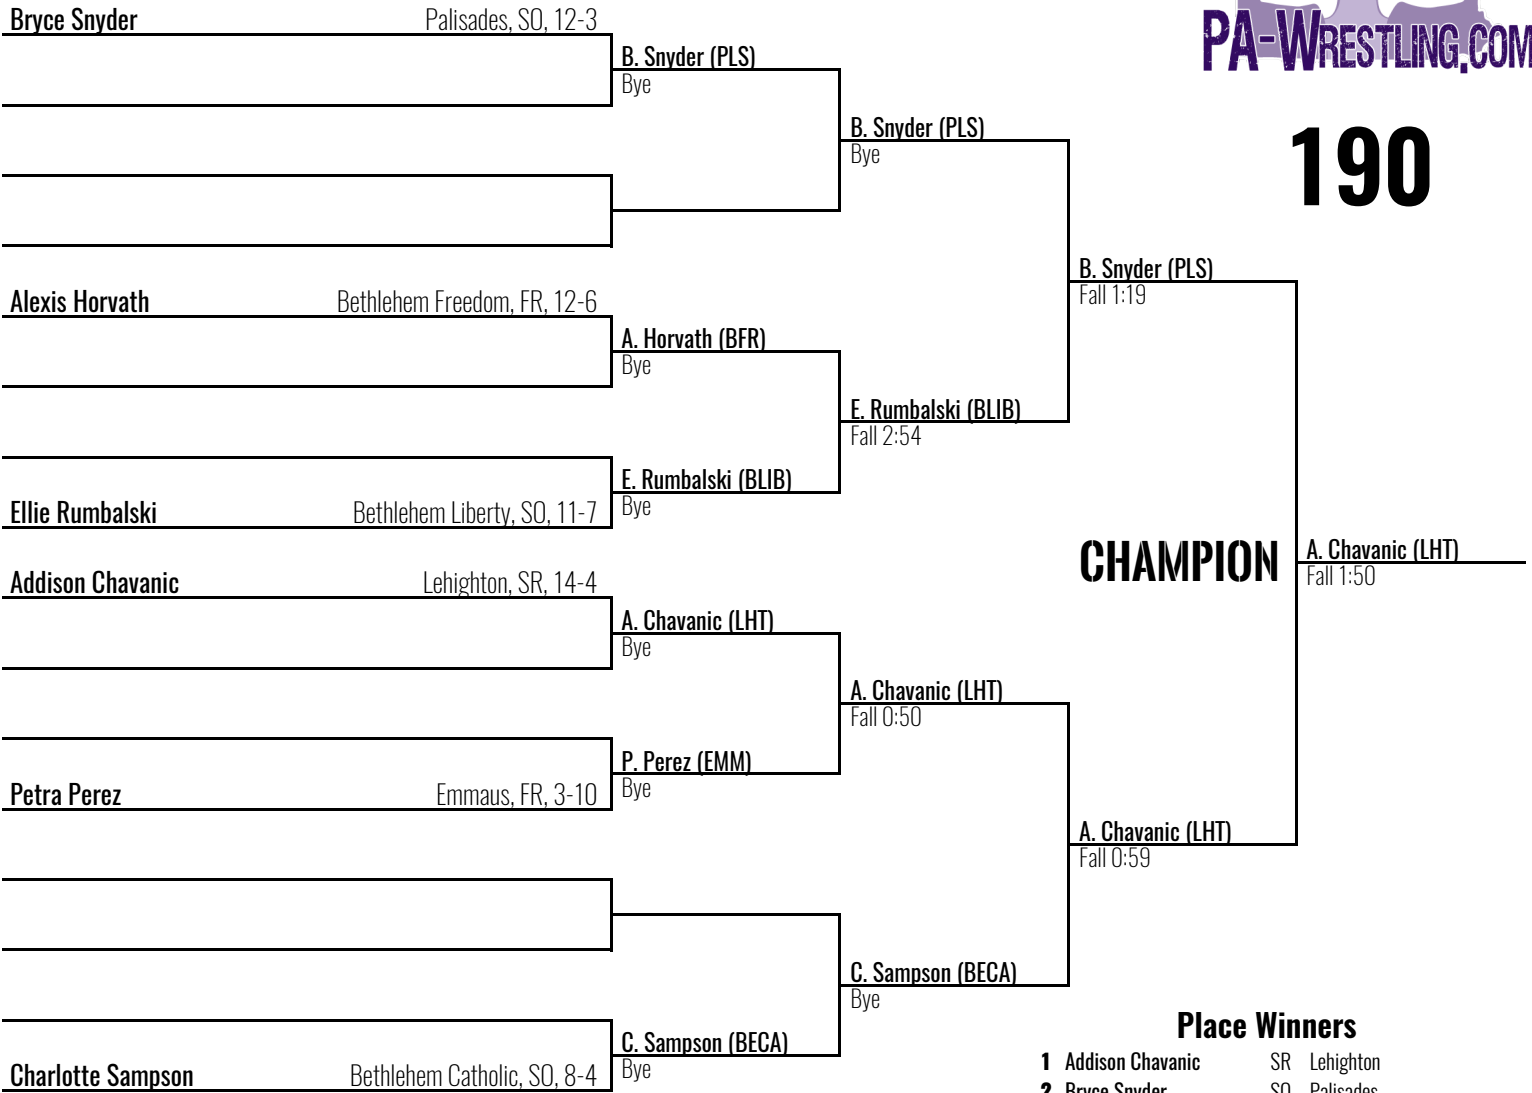 PA-WRESTLING.COM
190
Bryce Snyder Palisades, SO, 12-3
B. Snyder (PLS)
Bye
B. Snyder (PLS)
Bye
B. Snyder (PLS)
Fall 1:19
Alexis Horvath Bethlehem Freedom, FR, 12-6
A. Horvath (BFR)
Bye
E. Rumbalski (BLIB)
Fall 2:54
E. Rumbalski (BLIB)
Bye
Ellie Rumbalski Bethlehem Liberty, SO, 11-7
CHAMPION
A. Chavanic (LHT)
Fall 1:50
Addison Chavanic Lehighton, SR, 14-4
A. Chavanic (LHT)
Bye
A. Chavanic (LHT)
Fall 0:50
P. Perez (EMM)
Bye
Petra Perez Emmaus, FR, 3-10
A. Chavanic (LHT)
Fall 0:59
C. Sampson (BECA)
Bye
C. Sampson (BECA)
Bye
Charlotte Sampson Bethlehem Catholic, SO, 8-4
Place Winners
1 Addison Chavanic SR Lehighton
2 Bryce Snyder SO Palisades